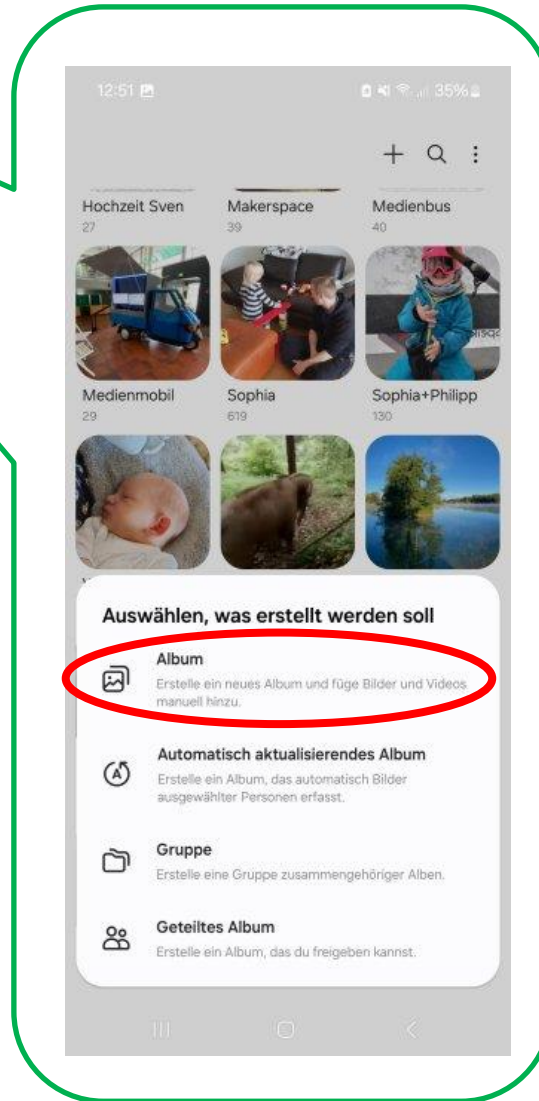 12:51
35%
Hochzeit Sven Makerspace Medienbus
27 39 40
Medienmobil Sophia Sophia+Philipp
29 619 130
Auswählen, was erstellt werden soll
Album
Erstelle ein neues Album und füge Bilder und Videos
manuell hinzu.
Automatisch aktualisierendes Album
Erstelle ein Album, das automatisch Bilder
ausgewählter Personen erfasst.
Gruppe
Erstelle eine Gruppe zusammengehöriger Alben.
Geteiltes Album
Erstelle ein Album, das du freigeben kannst.